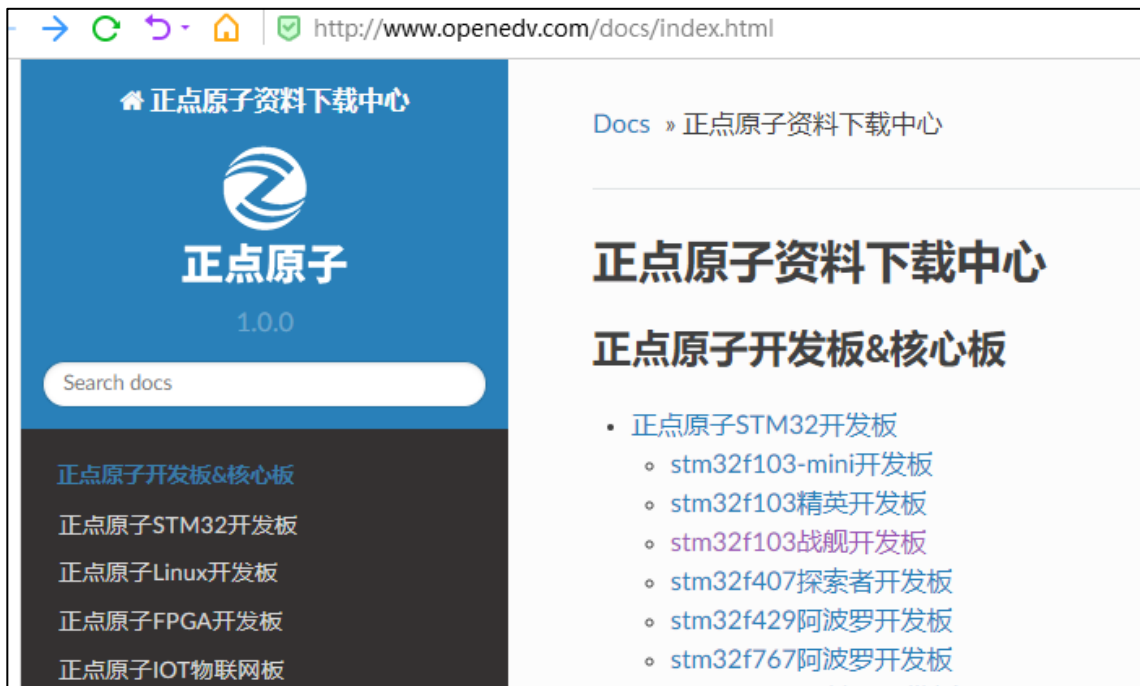 http://www.openedv.com/docs/index.html
正点原子资料下载中心
正点原子
1.0.0
Search docs
正点原子开发板&核心板
正点原子STM32开发板
正点原子Linux开发板
正点原子FPGA开发板
正点原子IOT物联网板
Docs » 正点原子资料下载中心
正点原子资料下载中心
正点原子开发板&核心板
正点原子STM32开发板
stm32f103-mini开发板
stm32f103精英开发板
stm32f103战舰开发板
stm32f407探索者开发板
stm32f429阿波罗开发板
stm32f767阿波罗开发板